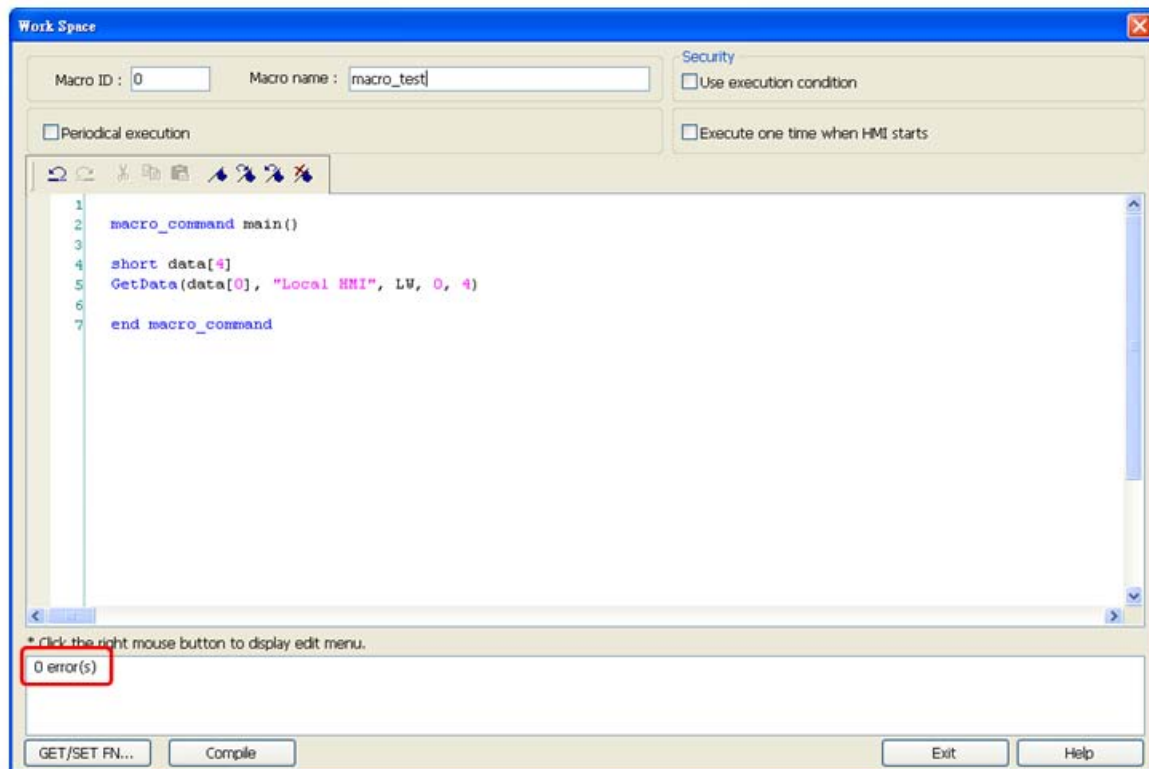 Work Space
Macro ID : 0 Macro name : macro_test
Security
Use execution condition
Periodical execution
Execute one time when HMI starts
1
2 macro_command main()
3
4 short data[4]
5 GetData(data[0], "Local HMI", LW, 0, 4)
6
7 end macro_command
* Click the right mouse button to display edit menu.
0 error(s)
GET/SET FN... Compile Exit Help